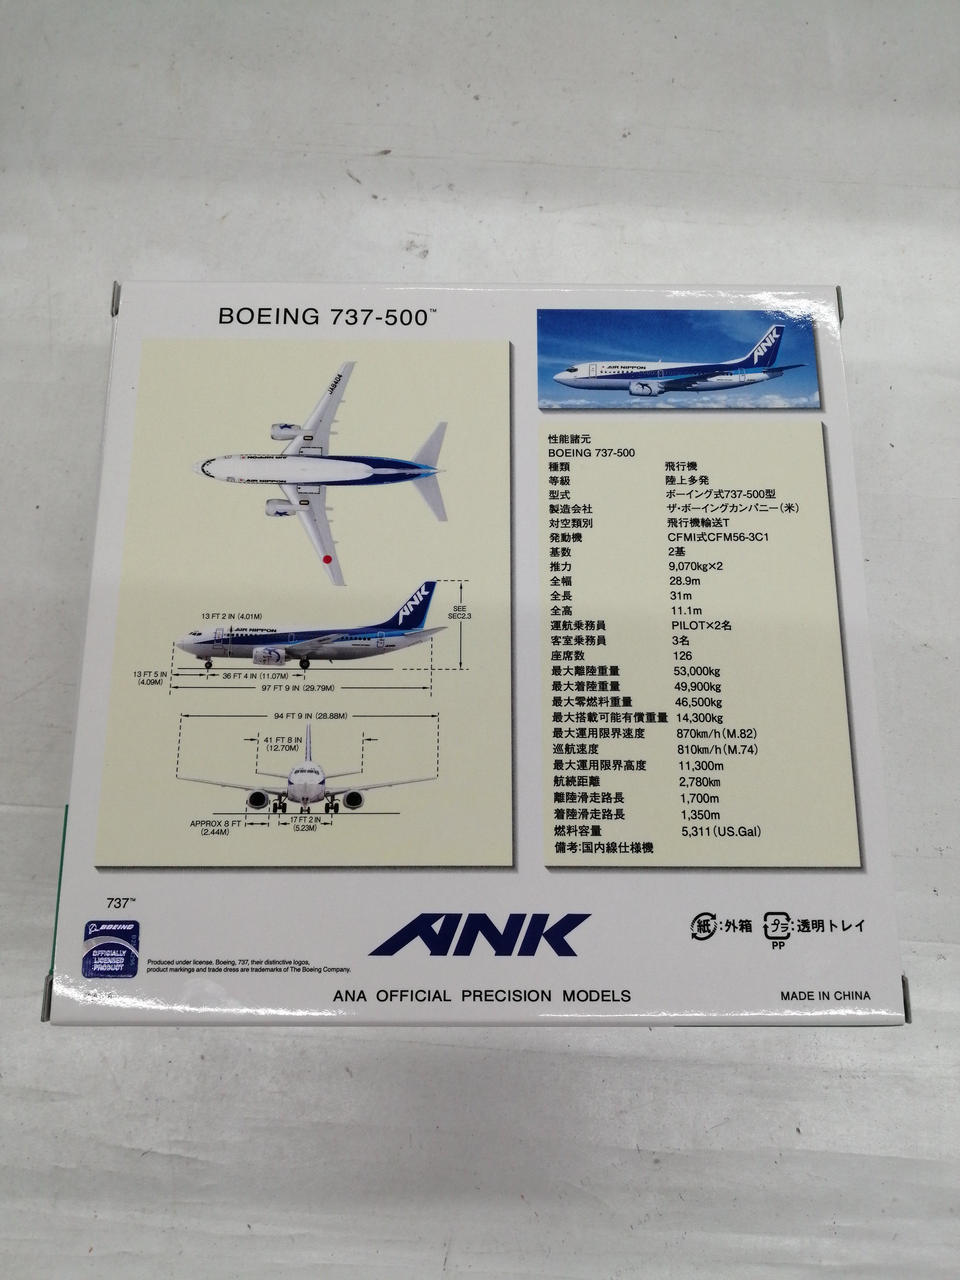 BOEING 737-500™
JA8404
AIR NIPPON
AIR NIPPON
ANK
13 FT 2 IN (4.01M)
AIR NIPPON
SEE
SEC2.3
13 FT 5 IN
(4.09M)
36 FT 4 IN (11.07M)
97 FT 9 IN (29.79M)
94 FT 9 IN (28.88M)
41 FT 8 IN
(12.70M)
APPROX 8 FT
(2.44M)
17 FT 2 IN
(5.23M)
ANK
AIR NIPPON
性能諸元
BOEING 737-500
種類 飛行機
等級 陸上多発
型式 ボーイング式737-500型
製造会社 ザ・ボーイングカンパニー(米)
対空類別 飛行機輸送T
発動機 CFMI式CFM56-3C1
基数 2基
推力 9,070kg×2
全幅 28.9m
全長 31m
全高 11.1m
運航乗務員 PILOT×2名
客室乗務員 3名
座席数 126
最大離陸重量 53,000kg
最大着陸重量 49,900kg
最大零燃料重量 46,500kg
最大搭載可能有償重量 14,300kg
最大運用限界速度 870km/h(M.82)
巡航速度 810km/h(M.74)
最大運用限界高度 11,300m
航続距離 2,780km
離陸滑走路長 1,700m
着陸滑走路長 1,350m
燃料容量 5,311(US.Gal)
備考:国内線仕様機
737™
BOEING
OFFICIALLY
LICENSED
PRODUCT
Produced under license. Boeing, 737, their distinctive logos,
product markings and trade dress are trademarks of The Boeing Company.
ANK
紙:外箱
プラ:透明トレイ
PP
ANA OFFICIAL PRECISION MODELS
MADE IN CHINA